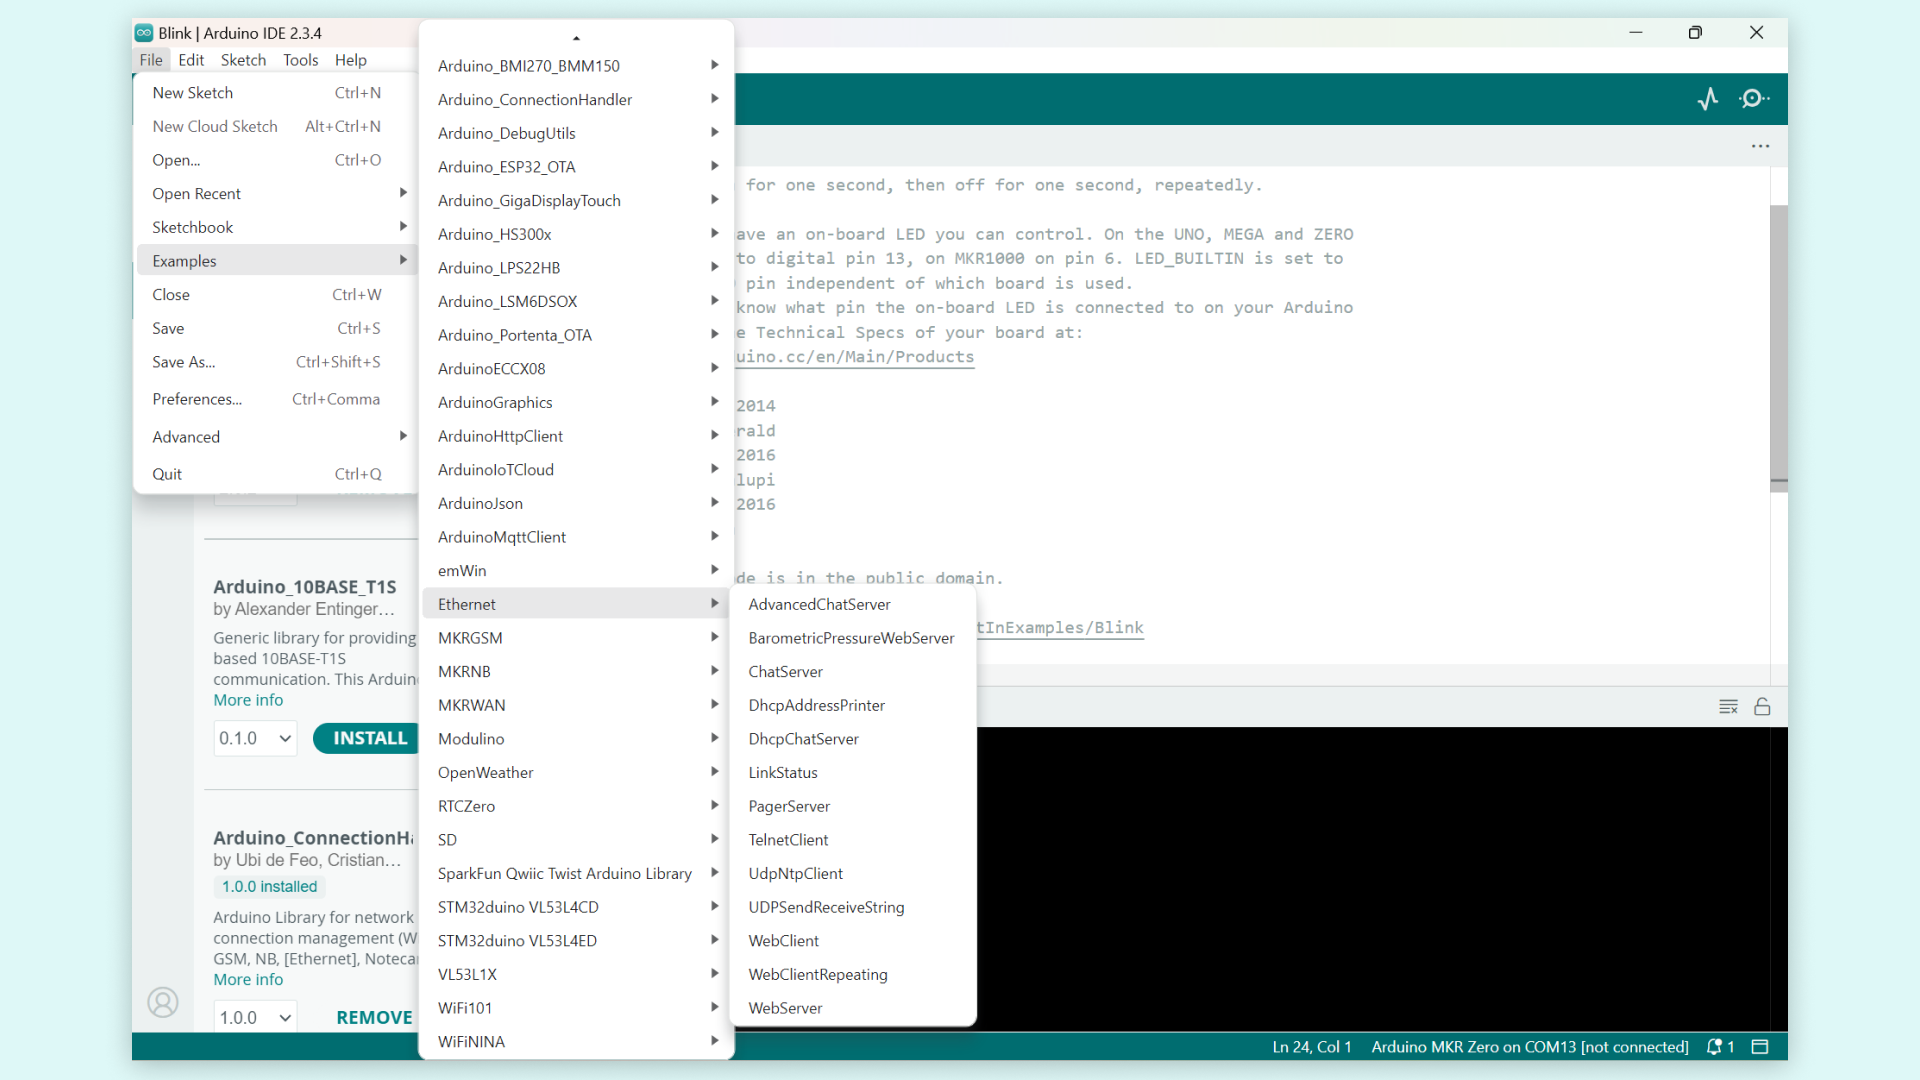 Blink | Arduino IDE 2.3.4
File Edit Sketch Tools Help
New Sketch Ctrl+N
New Cloud Sketch Alt+Ctrl+N
Open... Ctrl+O
Open Recent
Sketchbook
Examples
Close Ctrl+W
Save Ctrl+S
Save As... Ctrl+Shift+S
Preferences... Ctrl+Comma
Advanced
Quit Ctrl+Q
Arduino_BMI270_BMM150
Arduino_ConnectionHandler
Arduino_DebugUtils
Arduino_ESP32_OTA
Arduino_GigaDisplayTouch
Arduino_HS300x
Arduino_LPS22HB
Arduino_LSM6DSOX
Arduino_Portenta_OTA
ArduinoECCX08
ArduinoGraphics
ArduinoHttpClient
ArduinoIoTCloud
ArduinoJson
ArduinoMqttClient
emWin
Ethernet
MKRGSM
MKRNB
MKRWAN
Modulino
OpenWeather
RTCZero
SD
SparkFun Qwiic Twist Arduino Library
STM32duino VL53L4CD
STM32duino VL53L4ED
VL53L1X
WiFi101
WiFiNINA
AdvancedChatServer
BarometricPressureWebServer
ChatServer
DhcpAddressPrinter
DhcpChatServer
LinkStatus
PagerServer
TelnetClient
UdpNtpClient
UDPSendReceiveString
WebClient
WebClientRepeating
WebServer
for one second, then off for one second, repeatedly.
ave an on-board LED you can control. On the UNO, MEGA and ZERO
to digital pin 13, on MKR1000 on pin 6. LED_BUILTIN is set to
pin independent of which board is used.
know what pin the on-board LED is connected to on your Arduino
e Technical Specs of your board at:
uino.cc/en/Main/Products
2014
rald
2016
lupi
2016
de is in the public domain.
tInExamples/Blink
Arduino_10BASE_T1S
by Alexander Entinger...
Generic library for providing
based 10BASE-T1S
communication. This Arduin
More info
0.1.0 INSTALL
Arduino_ConnectionHa
by Ubi de Feo, Cristian...
1.0.0 installed
Arduino Library for network
connection management (W
GSM, NB, [Ethernet], Noteca
More info
1.0.0 REMOVE
Ln 24, Col 1 Arduino MKR Zero on COM13 [not connected] 1